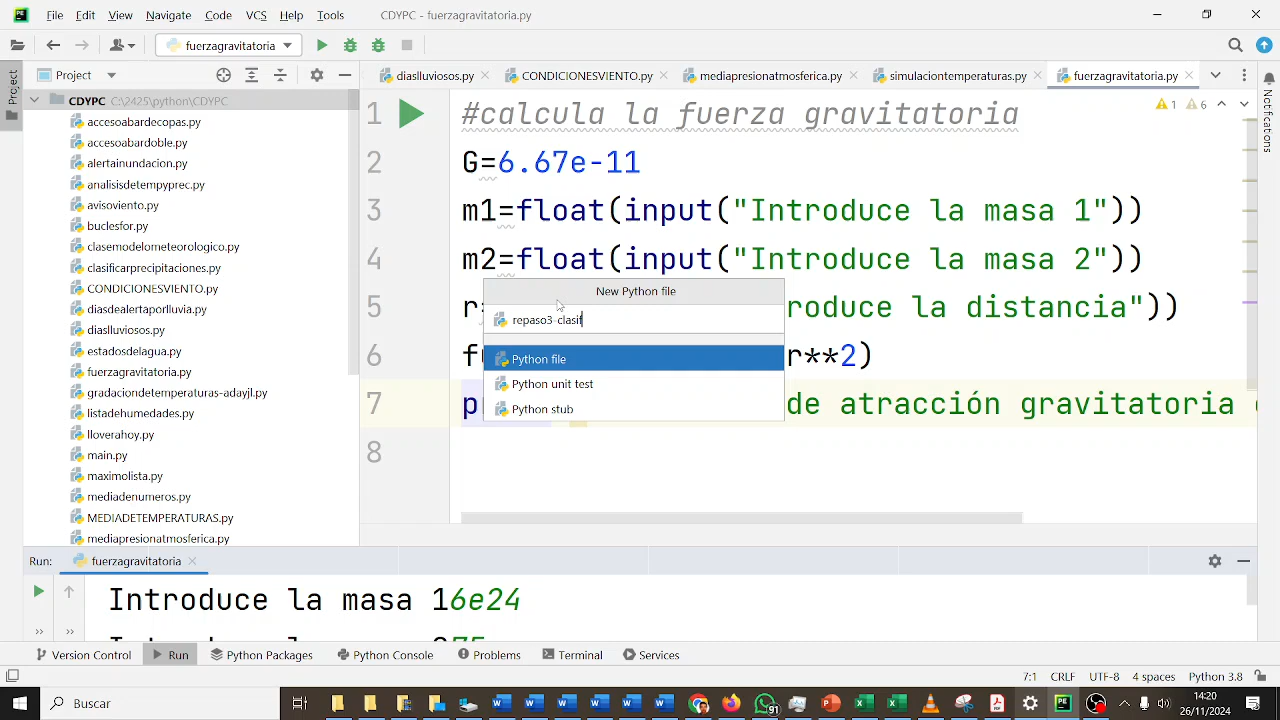 File Edit View Navigate Code VCS Help Tools CDYPC - fuerzagravitatoria.py
fuerzagravitatoria
Project
diaslluviosos.py CONDICIONESVIENTO.py mediapresionatmosferica.py simulaciontemperaturas.py fuerzagravitatoria.py
Project
CDYPC C:\2425\python\CDYPC
accesoabardecopas.py
accesoabardoble.py
alertainundacion.py
analisisdetempyprec.py
avisoviento.py
buclesfor.py
clasemodelometeorologico.py
clasificarprecipitaciones.py
CONDICIONESVIENTO.py
diasalertaporlluvia.py
diaslluviosos.py
estadosdelagua.py
fuerzagravitatoria.py
gradaciondetemperaturas-adayjl.py
listadehumedades.py
lloverahoy.py
main.py
maximolista.py
mediadenumeros.py
MEDIADETEMPERATURAS.py
mediapresionatmosferica.py
1 #calcula la fuerza gravitatoria
2 G=6.67e-11
3 m1=float(input("Introduce la masa 1"))
4 m2=float(input("Introduce la masa 2"))
5 r roduce la distancia"))
6 f r**2)
7 p de atracción gravitatoria
8
1 6
Notifications
New Python file
repaso3-clasif
Python file
Python unit test
Python stub
Run: fuerzagravitatoria
Introduce la masa 16e24
Version Control Run Python Packages Python Console Problems Terminal Services
7:1 CRLF UTF-8 4 spaces Python 3.8
Buscar
91
14:20
26/11/2024